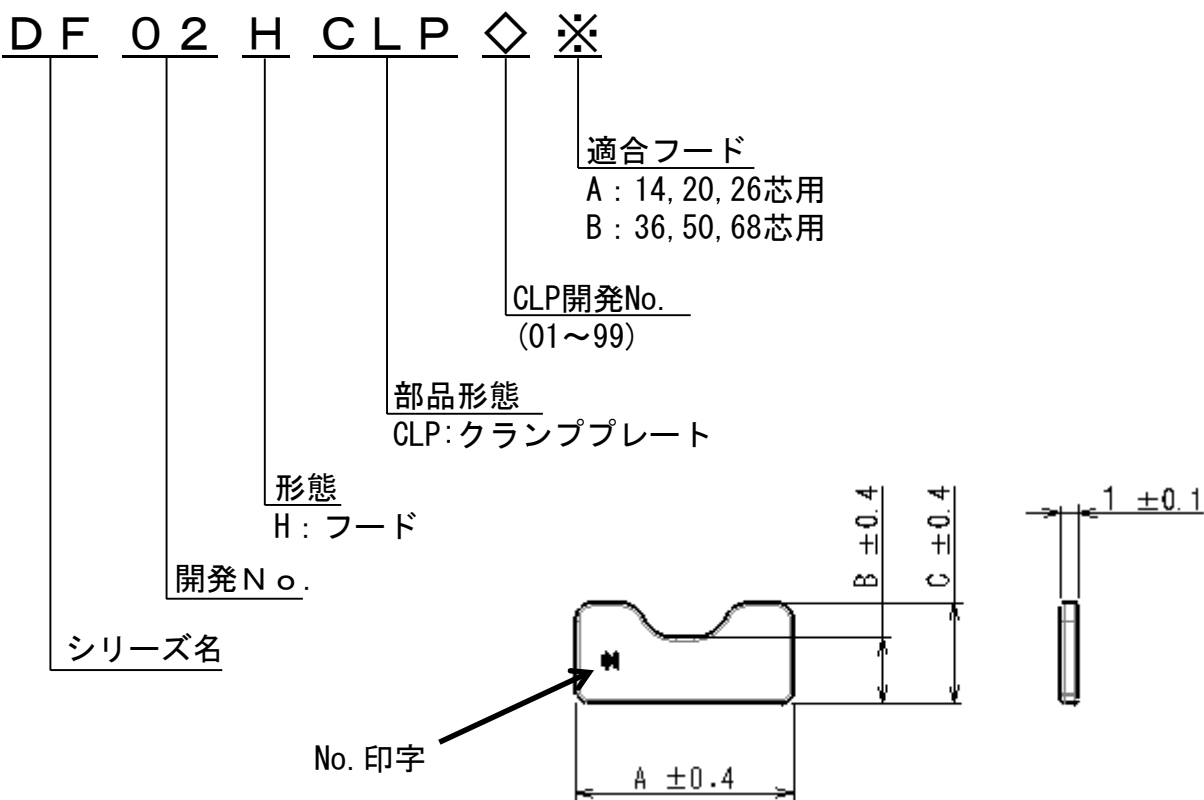 ＤＦ ０２ Ｈ ＣＬＰ ◇ ※
適合フード
A：14,20,26芯用
B：36,50,68芯用
CLP開発No.
(01～99)
部品形態
CLP:クランププレート
形態
H：フード
開発Ｎｏ.
シリーズ名
B ±0.4
C ±0.4
1 ±0.1
No.印字
A ±0.4